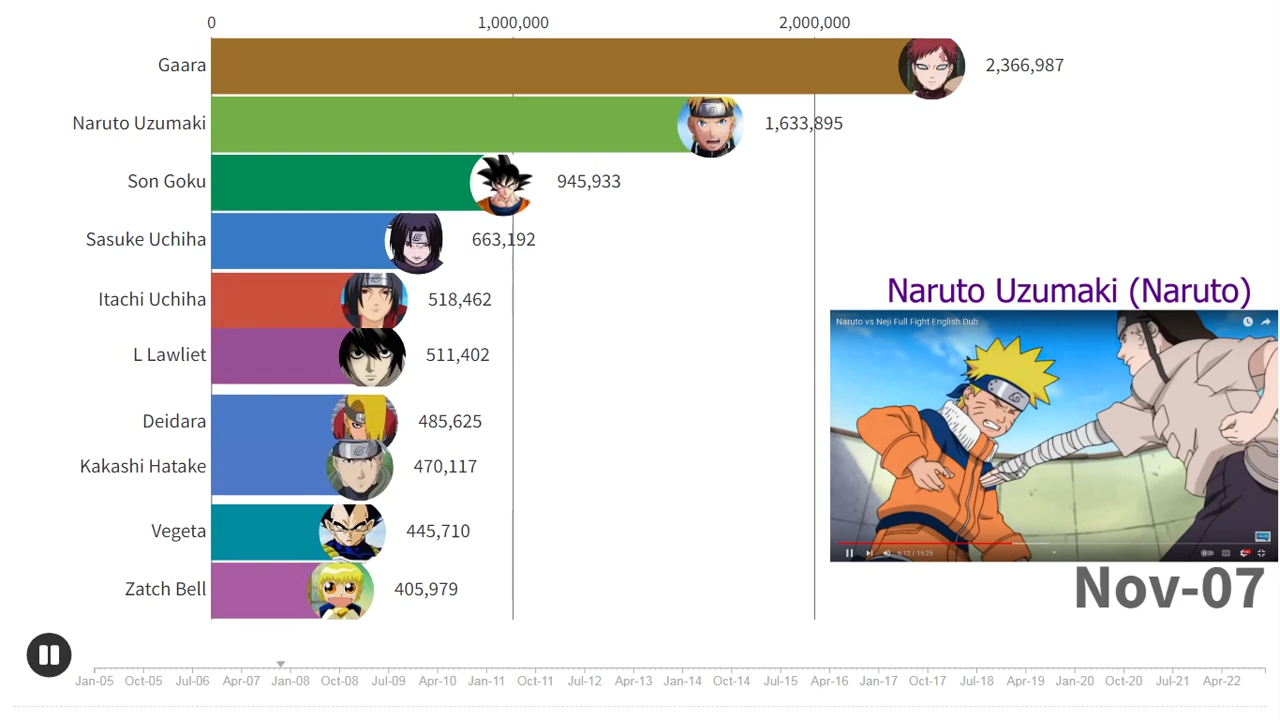 0 1,000,000 2,000,000
Gaara 2,366,987
Naruto Uzumaki 1,633,895
Son Goku 945,933
Sasuke Uchiha 663,192
Itachi Uchiha 518,462
L Lawliet 511,402
Deidara 485,625
Kakashi Hatake 470,117
Vegeta 445,710
Zatch Bell 405,979
Naruto Uzumaki (Naruto)
Naruto vs Neji Full Fight English Dub
6:12 / 15:25
Nov-07
Jan-05 Oct-05 Jul-06 Apr-07 Jan-08 Oct-08 Jul-09 Apr-10 Jan-11 Oct-11 Jul-12 Apr-13 Jan-14 Oct-14 Jul-15 Apr-16 Jan-17 Oct-17 Jul-18 Apr-19 Jan-20 Oct-20 Jul-21 Apr-22